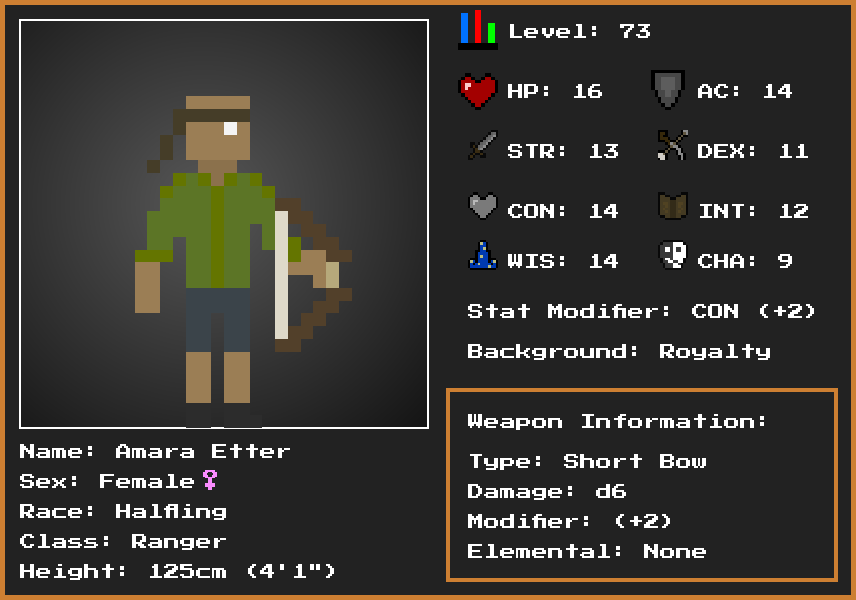 Level: 73
HP: 16 AC: 14
STR: 13 DEX: 11
CON: 14 INT: 12
WIS: 14 CHA: 9
Stat Modifier: CON (+2)
Background: Royalty
Weapon Information:
Type: Short Bow
Damage: d6
Modifier: (+2)
Elemental: None
Name: Amara Etter
Sex: Female♀
Race: Halfling
Class: Ranger
Height: 125cm (4'1")